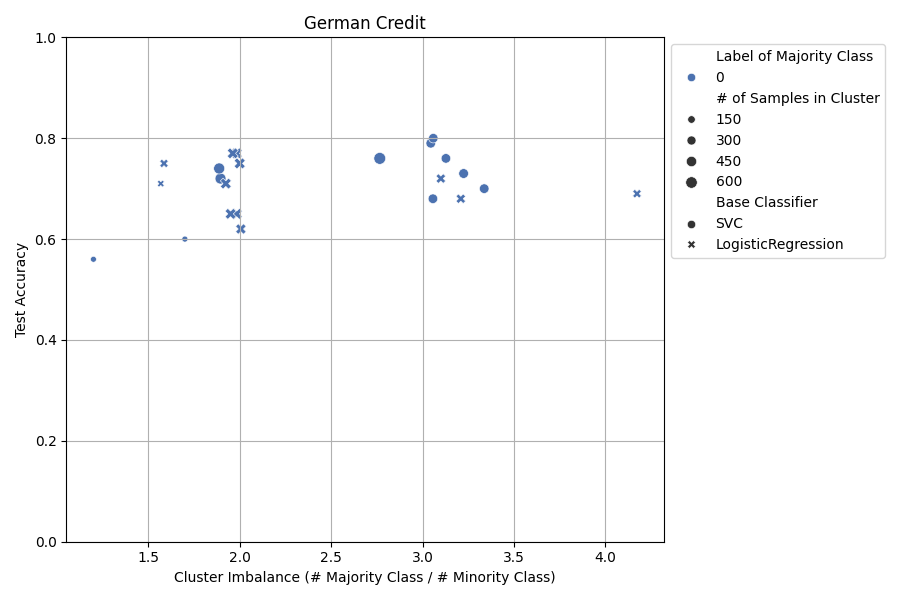 German Credit
1.0
0.8
0.6
0.4
0.2
0.0
Test Accuracy
1.5
2.0
2.5
3.0
3.5
4.0
Cluster Imbalance (# Majority Class / # Minority Class)
Label of Majority Class
0
# of Samples in Cluster
150
300
450
600
Base Classifier
SVC
LogisticRegression